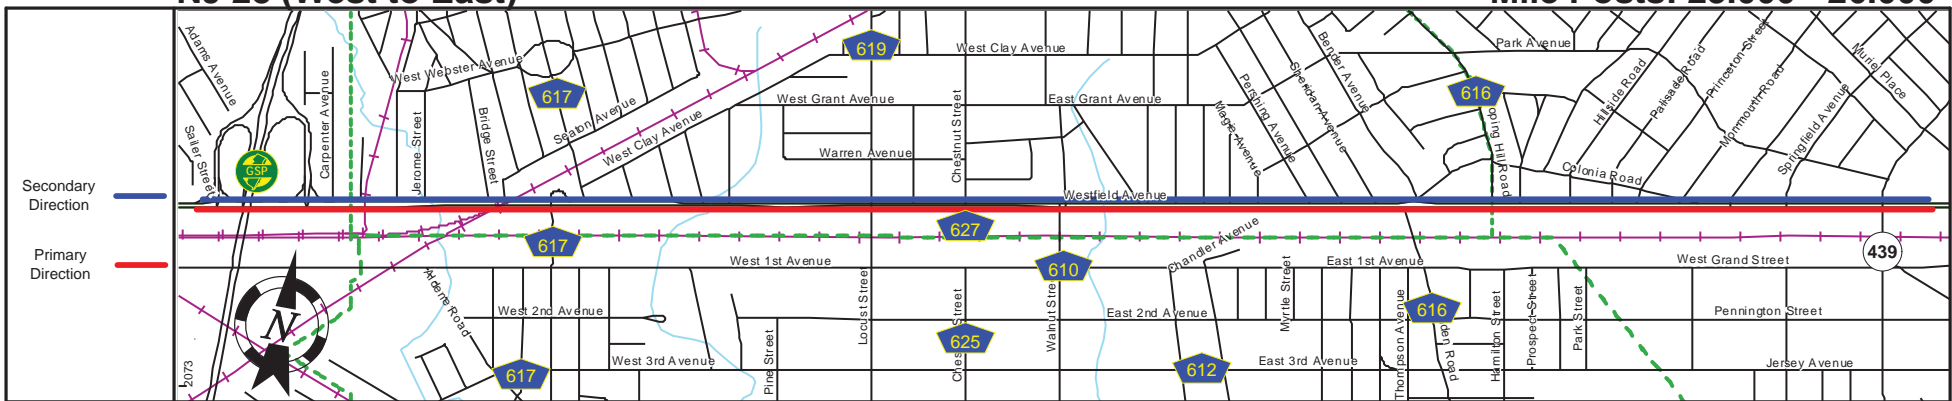 Secondary
Direction
Primary
Direction
Adams Avenue
Sailer Street
GSP
Carpenter Avenue
2073
West Webster Avenue
617
Jerome Street
Bridge Street
Seaton Avenue
West Clay Avenue
619
West Clay Avenue
West Grant Avenue
East Grant Avenue
Warren Avenue
Chestnut Street
Westfield Avenue
Magie Avenue
Pershing Avenue
Sheridan Avenue
Bender Avenue
616
Park Avenue
Hillside Road
Palisade Road
Princeton Street
Monmouth Road
Springfield Avenue
Muriel Place
Colonia Road
617
627
610
Chandler Avenue
439
West 1st Avenue
East 1st Avenue
West Grand Street
N
Aldene Road
West 2nd Avenue
East 2nd Avenue
Pennington Street
West 3rd Avenue
East 3rd Avenue
Jersey Avenue
617
Pine Street
Locust Street
625
Walnut Street
612
Myrtle Street
Thompson Avenue
616
Hamilton Street
Prospect Street
Park Street